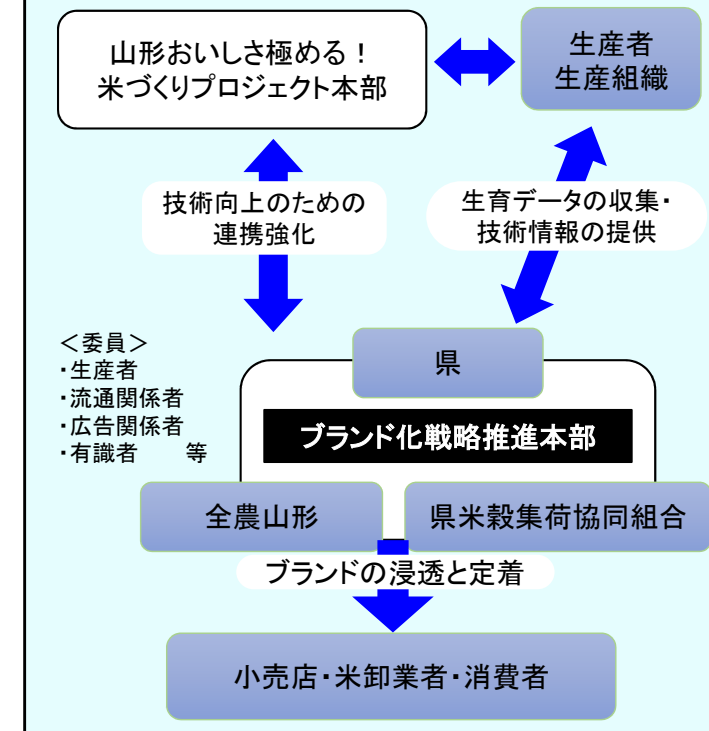 山形おいしさ極める！
米づくりプロジェクト本部
生産者
生産組織
技術向上のための
連携強化
生育データの収集・
技術情報の提供
＜委員＞
・生産者
・流通関係者
・広告関係者
・有識者　　等
県
ブランド化戦略推進本部
全農山形
県米穀集荷協同組合
ブランドの浸透と定着
小売店・米卸業者・消費者